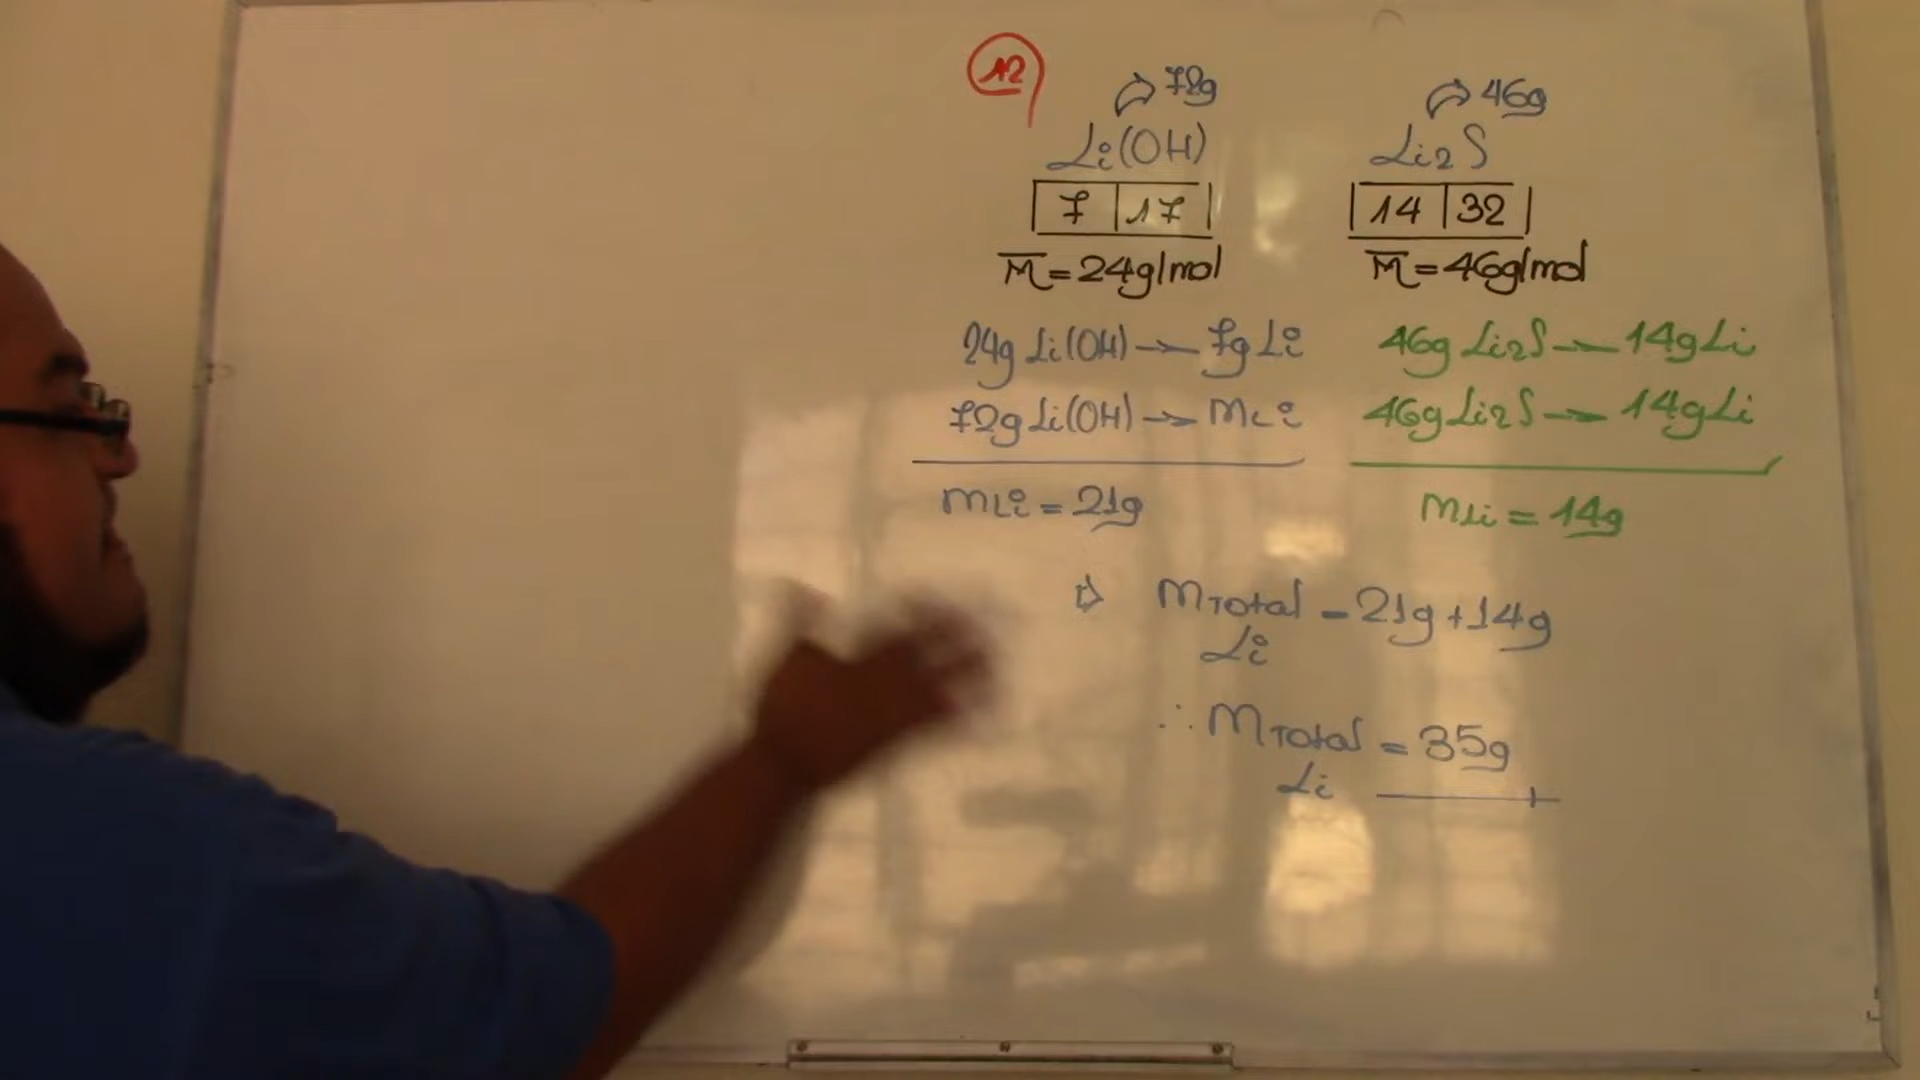 12
72g
Li(OH)
7 | 17
M̅ = 24g/mol
24g Li(OH) → 7g Li
72g Li(OH) → mLi
mLi = 21g
46g
Li2S
14 | 32
M̅ = 46g/mol
46g Li2S → 14g Li
46g Li2S → 14g Li
mLi = 14g
⇨ mTotal = 21g + 14g
Li
∴ mTotal = 35g
Li